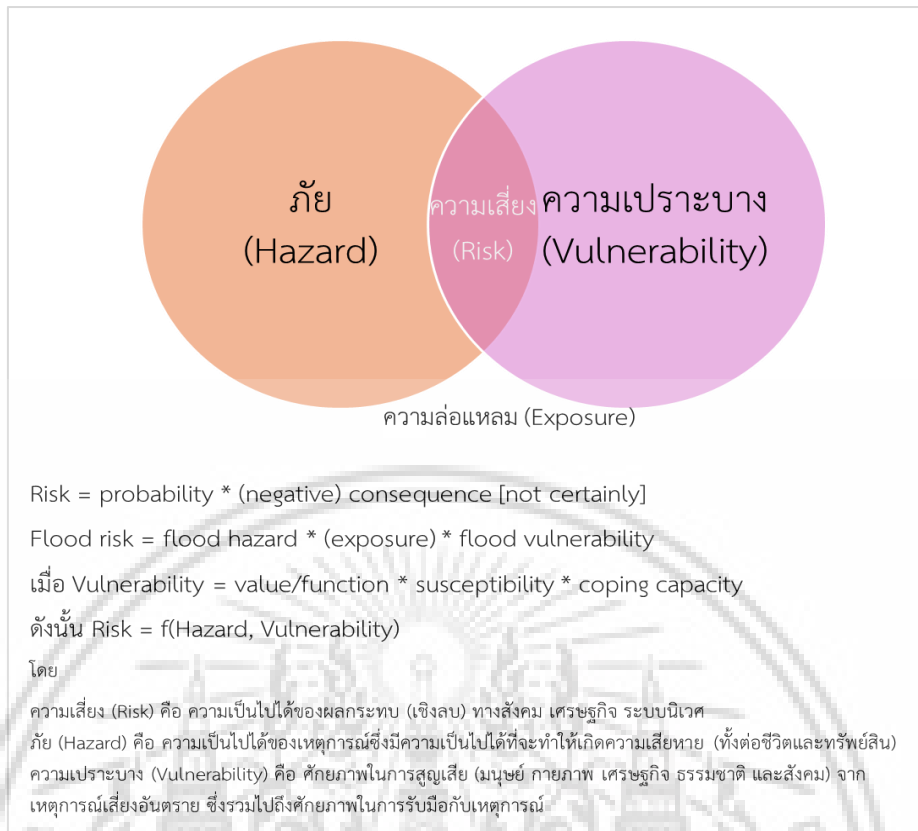 ภัย
(Hazard)
ความเสี่ยง
(Risk)
ความเปราะบาง
(Vulnerability)
ความล่อแหลม (Exposure)
Risk = probability * (negative) consequence [not certainly]
Flood risk = flood hazard * (exposure) * flood vulnerability
เมื่อ Vulnerability = value/function * susceptibility * coping capacity
ดังนั้น Risk = f(Hazard, Vulnerability)
โดย
ความเสี่ยง (Risk) คือ ความเป็นไปได้ของผลกระทบ (เชิงลบ) ทางสังคม เศรษฐกิจ ระบบนิเวศ
ภัย (Hazard) คือ ความเป็นไปได้ของเหตุการณ์ซึ่งมีความเป็นไปได้ที่จะทำให้เกิดความเสียหาย (ทั้งต่อชีวิตและทรัพย์สิน)
ความเปราะบาง (Vulnerability) คือ ศักยภาพในการสูญเสีย (มนุษย์ กายภาพ เศรษฐกิจ ธรรมชาติ และสังคม) จาก
เหตุการณ์เสี่ยงอันตราย ซึ่งรวมไปถึงศักยภาพในการรับมือกับเหตุการณ์